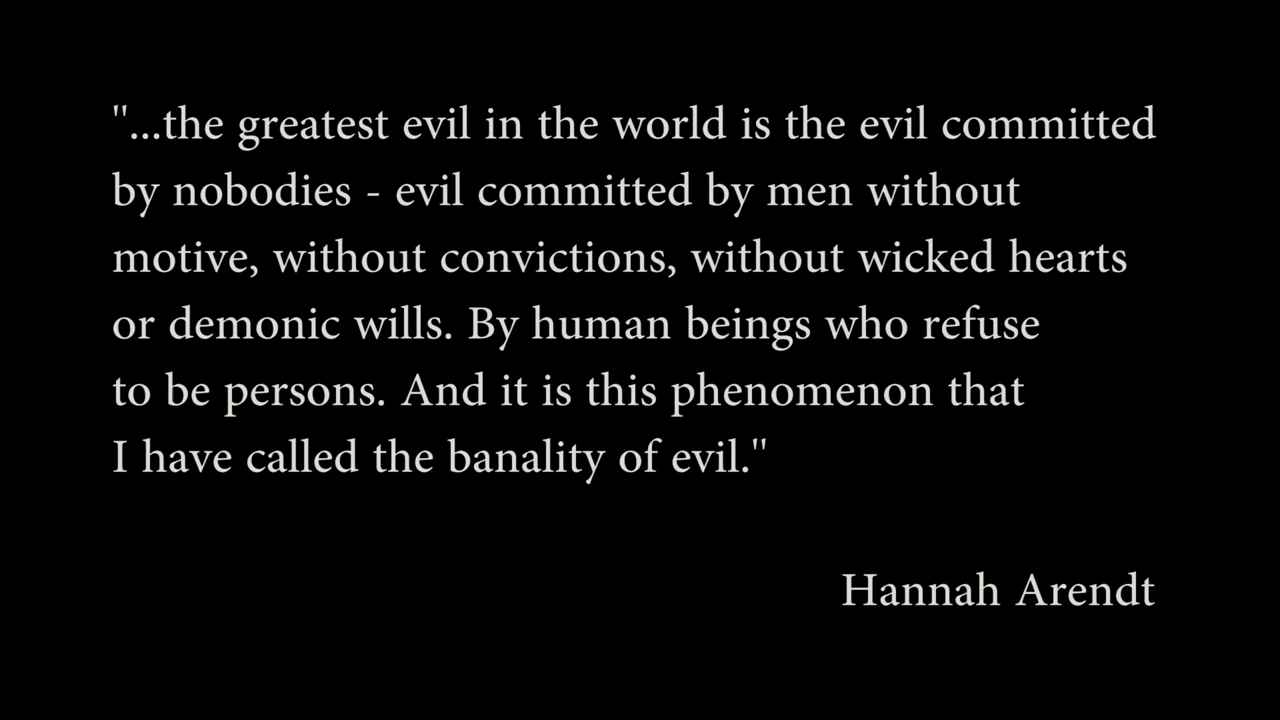 "...the greatest evil in the world is the evil committed
by nobodies - evil committed by men without
motive, without convictions, without wicked hearts
or demonic wills. By human beings who refuse
to be persons. And it is this phenomenon that
I have called the banality of evil."
Hannah Arendt